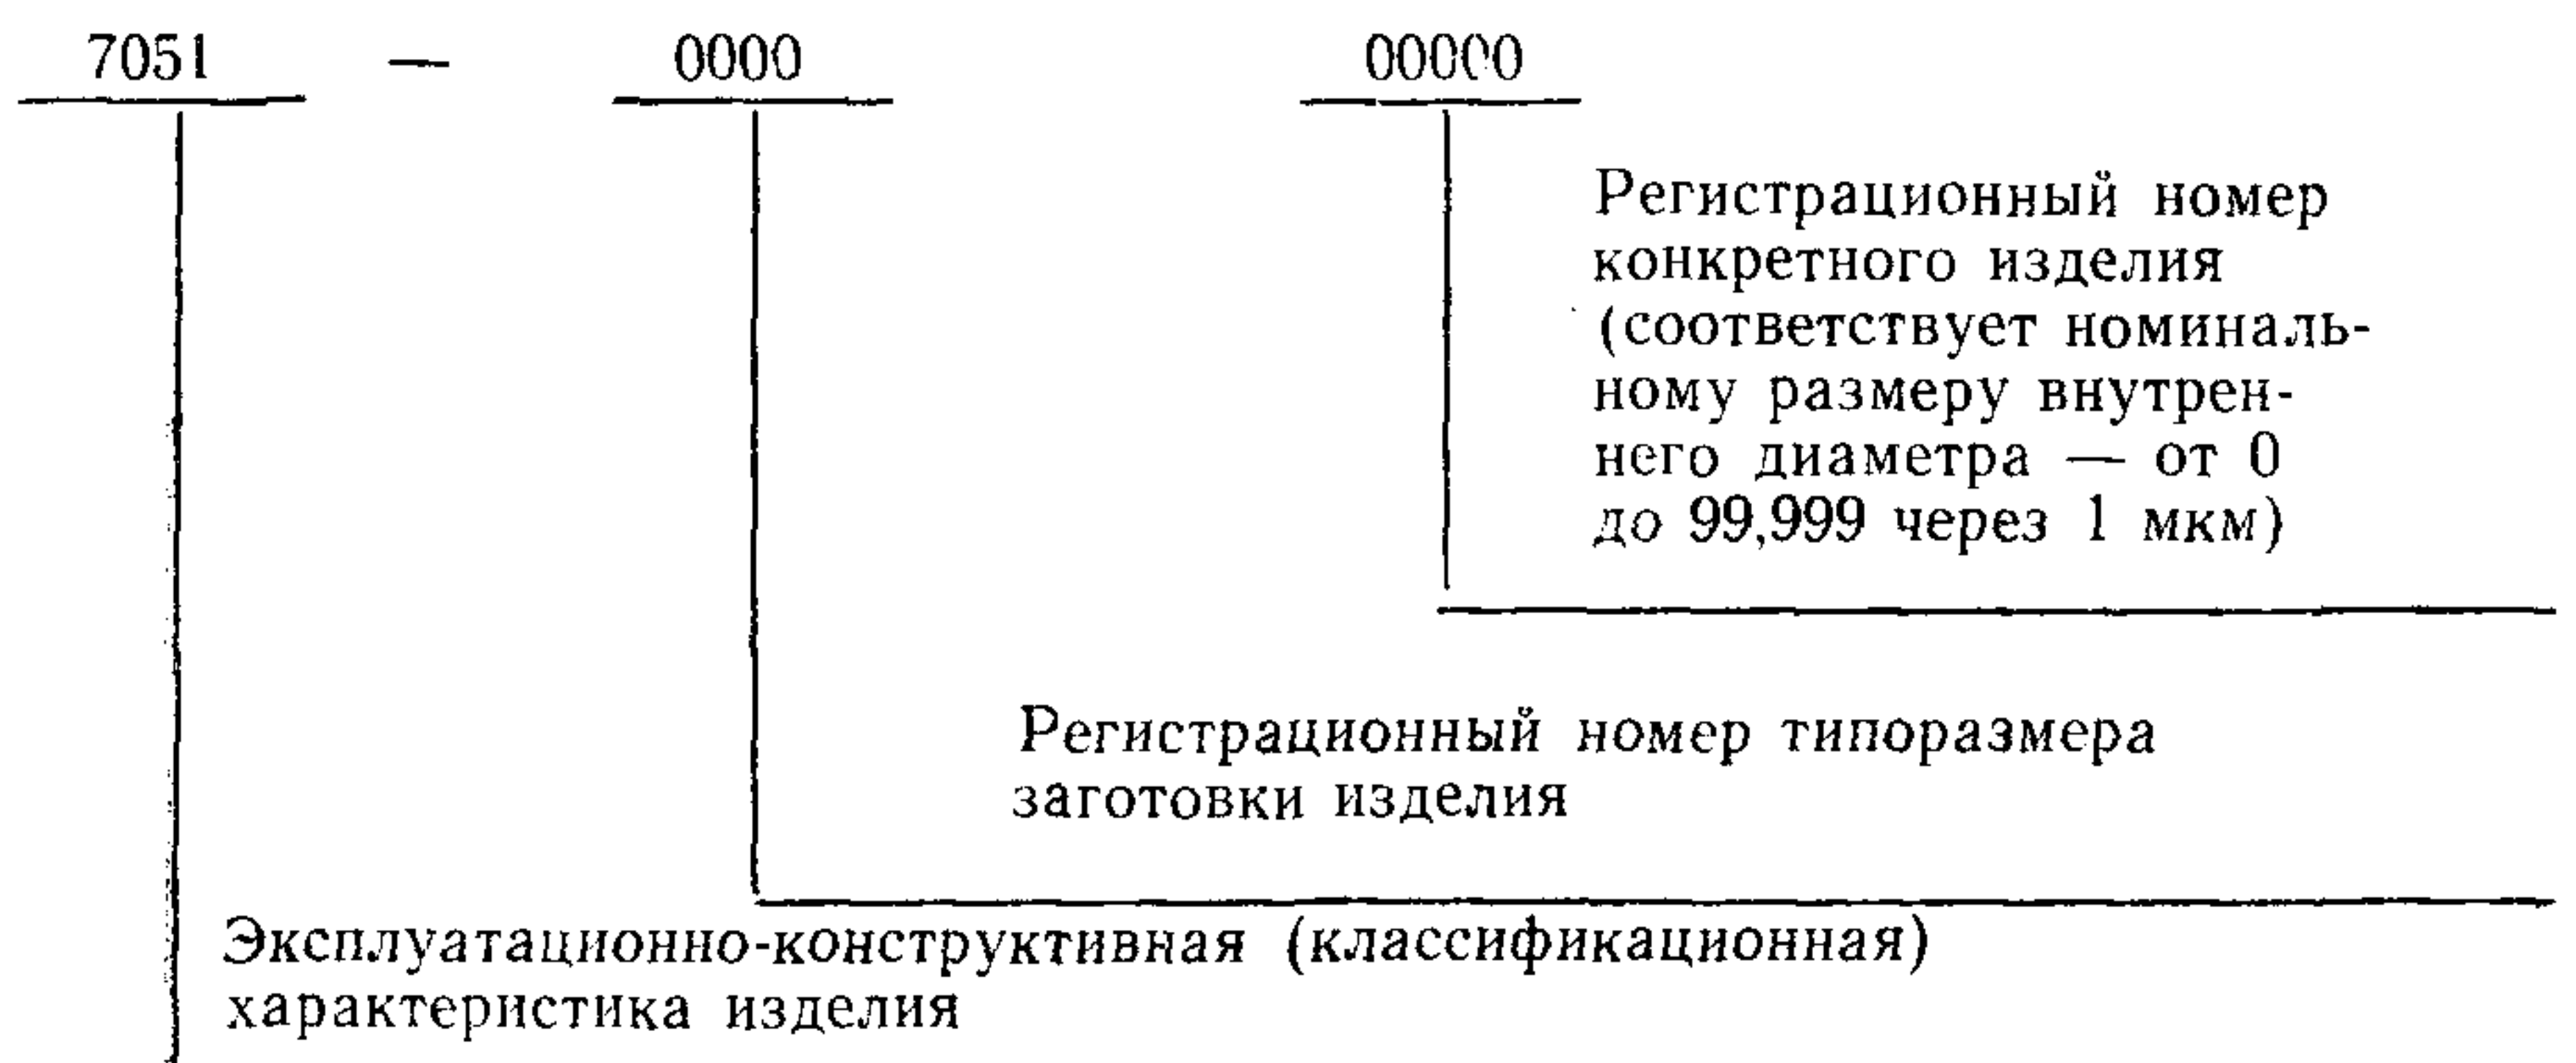 7051 — 0000 00000
Регистрационный номер
конкретного изделия
(соответствует номиналь-
ному размеру внутрен-
него диаметра — от 0
до 99,999 через 1 мкм)
Регистрационный номер типоразмера
заготовки изделия
Эксплуатационно-конструктивная (классификационная)
характеристика изделия